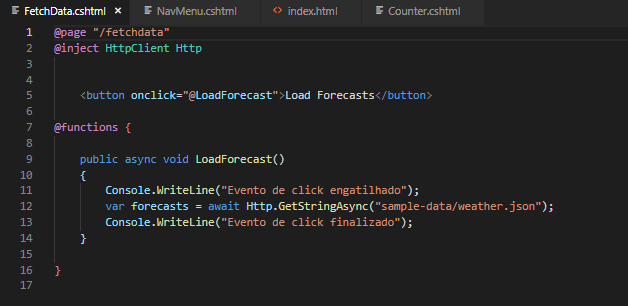 FetchData.cshtml × NavMenu.cshtml <> index.html Counter.cshtml
1 @page "/fetchdata"
2 @inject HttpClient Http
3
4
5 <button onclick="@LoadForecast">Load Forecasts</button>
6
7 @functions {
8
9 public async void LoadForecast()
10 {
11 Console.WriteLine("Evento de click engatilhado");
12 var forecasts = await Http.GetStringAsync("sample-data/weather.json");
13 Console.WriteLine("Evento de click finalizado");
14 }
15
16 }
17